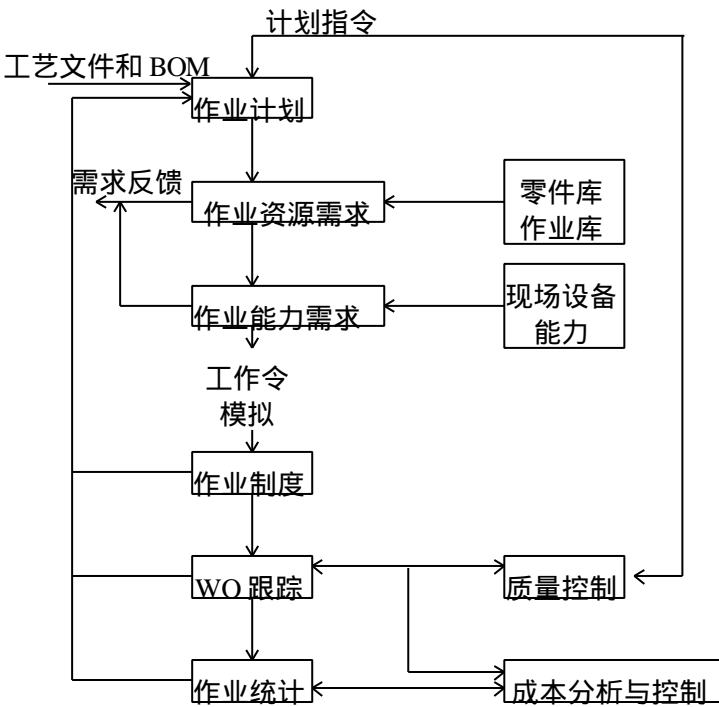 计划指令
工艺文件和 BOM
作业计划
需求反馈
作业资源需求
零件库
作业库
作业能力需求
现场设备
能力
工作令
模拟
作业制度
WO 跟踪
质量控制
作业统计
成本分析与控制